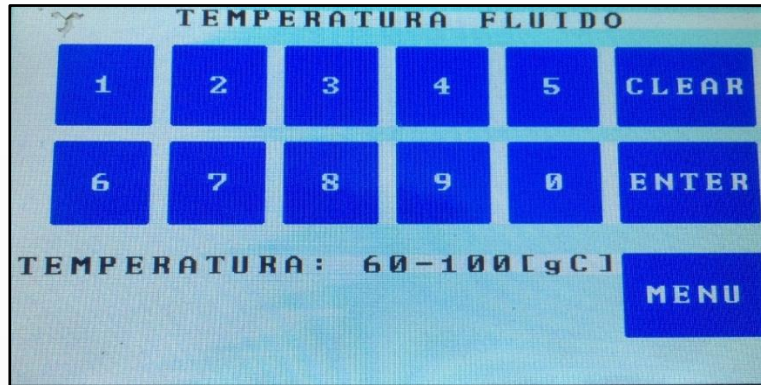 TEMPERATURA FLUIDO
1 2 3 4 5 CLEAR
6 7 8 9 0 ENTER
TEMPERATURA: 60-100[gC]
MENU